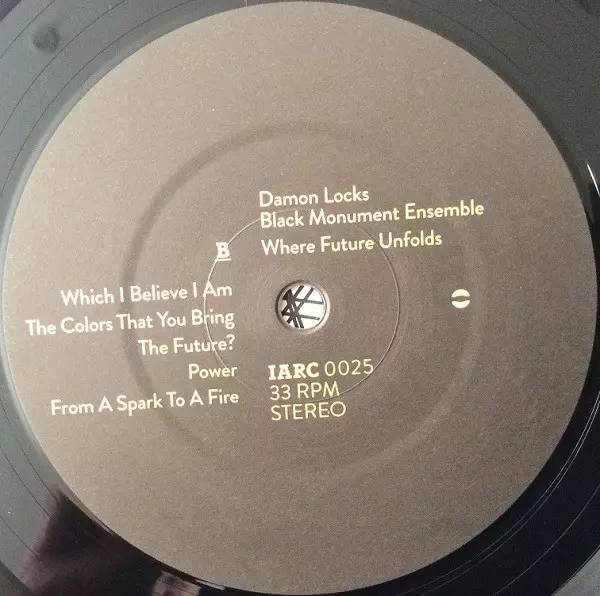 Damon Locks
Black Monument Ensemble
Where Future Unfolds
B
Which I Believe I Am
The Colors That You Bring
The Future?
Power
From A Spark To A Fire
IARC 0025
33 RPM
STEREO